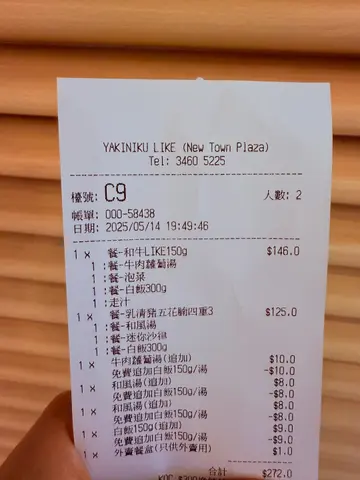 YAKINIKU LIKE (New Town Plaza)
Tel: 3460 5225
檯號: C9 人數: 2
帳單: 000-58438
日期: 2025/05/14 19:49:46
1 x 餐-和牛LIKE150g $146.0
1 :餐-牛肉蘿蔔湯
1 :餐-泡菜
1 :餐-白飯300g
1 :走汁
1 x 餐-乳清豬五花腩四重3 $125.0
1 :餐-和風湯
1 :餐-迷你沙律
1 :餐-白飯300g
1 x 牛肉蘿蔔湯(追加) $10.0
免費追加白飯150g/湯 -$10.0
1 x 和風湯(追加) $8.0
免費追加白飯150g/湯 -$8.0
1 x 和風湯(追加) $8.0
免費追加白飯150g/湯 -$8.0
1 x 白飯150g(追加) $9.0
免費追加白飯150g/湯 -$9.0
1 x 外賣餐盒(只供外賣用) $1.0
合計 $272.0